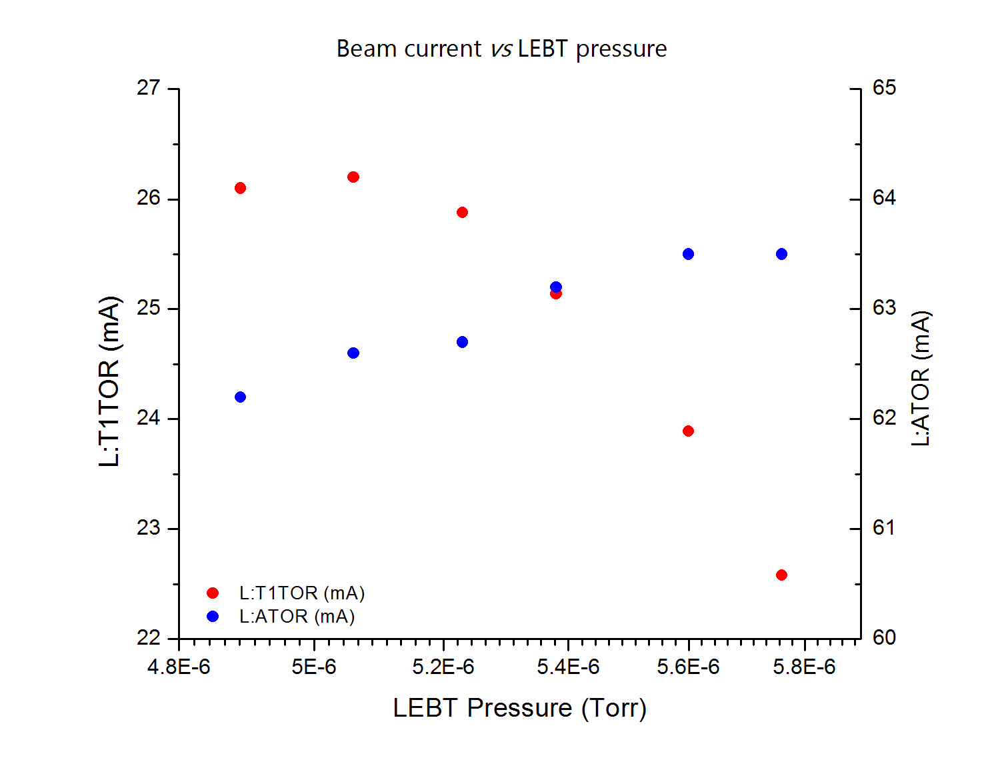 Beam current vs LEBT pressure
27
26
25
24
23
22
L:T1TOR (mA)
65
64
63
62
61
60
L:ATOR (mA)
L:T1TOR (mA)
L:ATOR (mA)
4.8E-6 5E-6 5.2E-6 5.4E-6 5.6E-6 5.8E-6
LEBT Pressure (Torr)